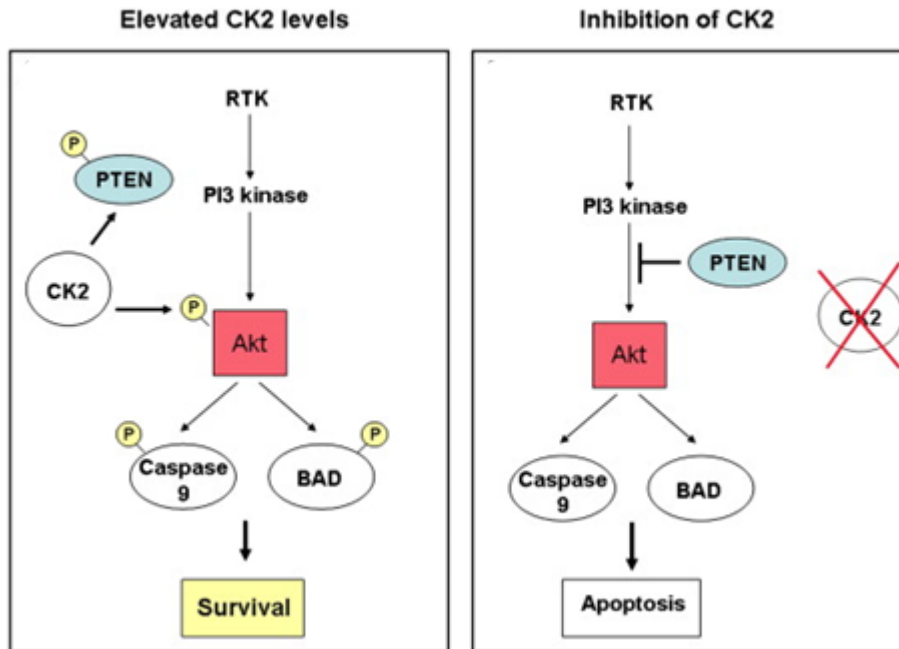 Elevated CK2 levels
RTK
P
PTEN
PI3 kinase
CK2
P
Akt
P
Caspase
9
P
BAD
Survival
Inhibition of CK2
RTK
PI3 kinase
PTEN
CK2
Akt
Caspase
9
BAD
Apoptosis